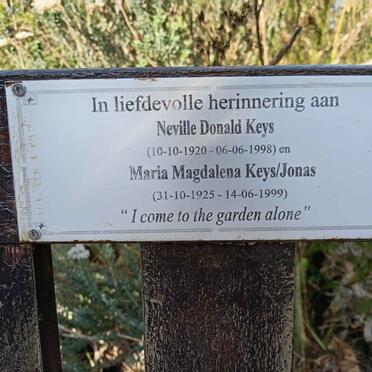 In liefdevolle herinnering aan
Neville Donald Keys
(10-10-1920 - 06-06-1998) en
Maria Magdalena Keys/Jonas
(31-10-1925 - 14-06-1999)
“I come to the garden alone”